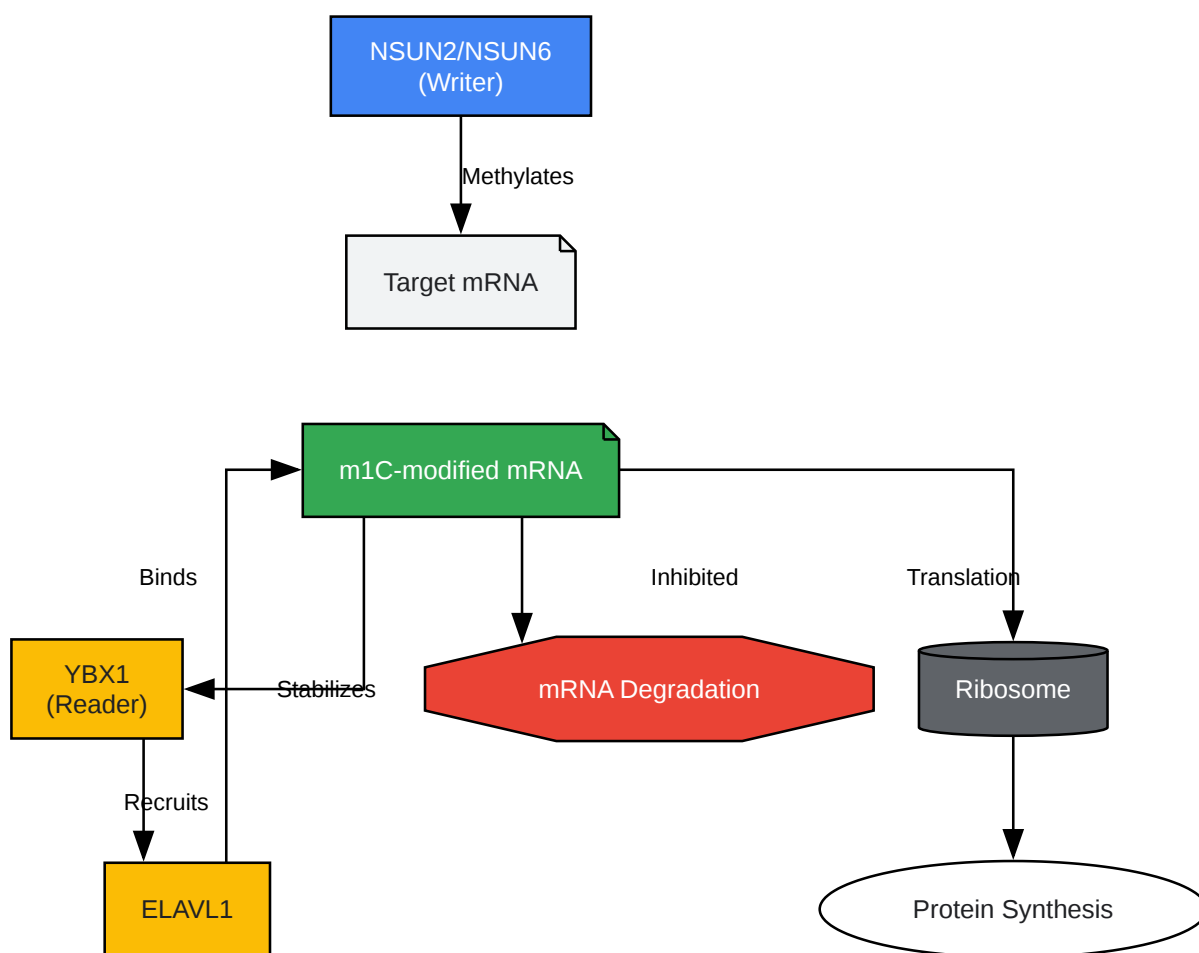 NSUN2/NSUN6
(Writer)
Methylates
Target mRNA
m1C-modified mRNA
Binds
Inhibited
Translation
YBX1
(Reader)
Stabilizes
mRNA Degradation
Ribosome
Recruits
ELAVL1
Protein Synthesis